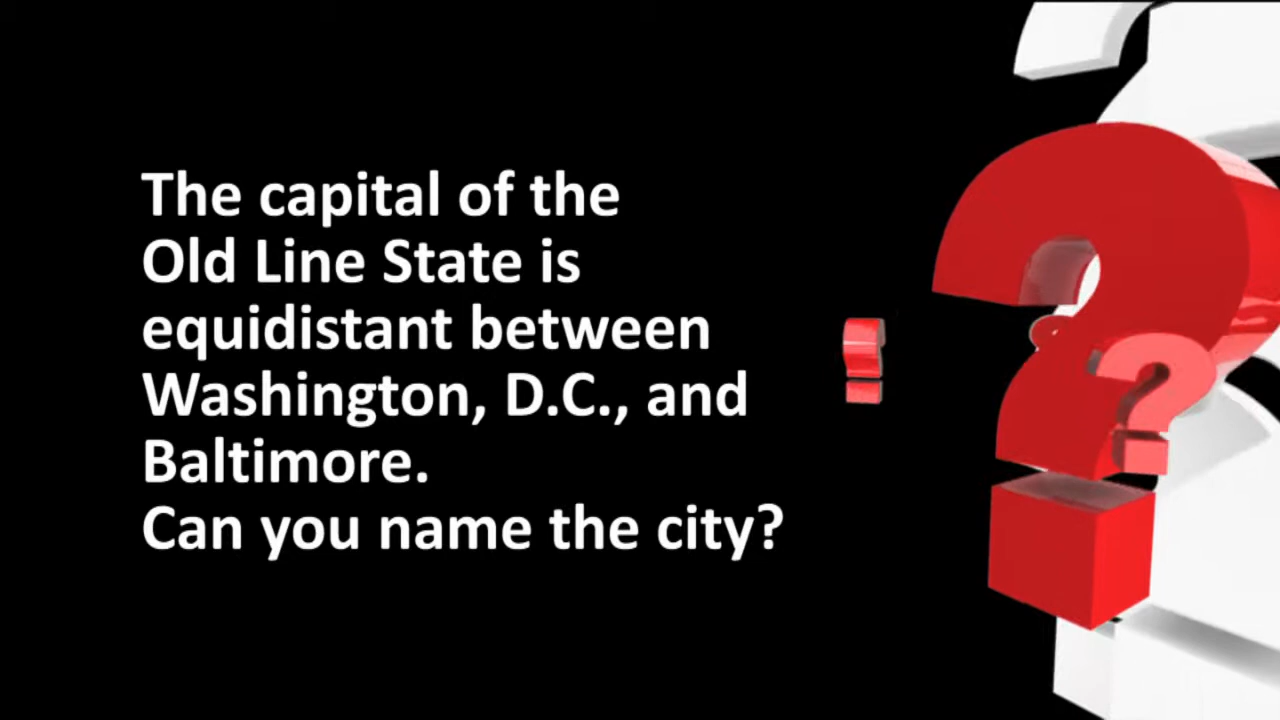 The capital of the
Old Line State is
equidistant between
Washington, D.C., and
Baltimore.
Can you name the city?